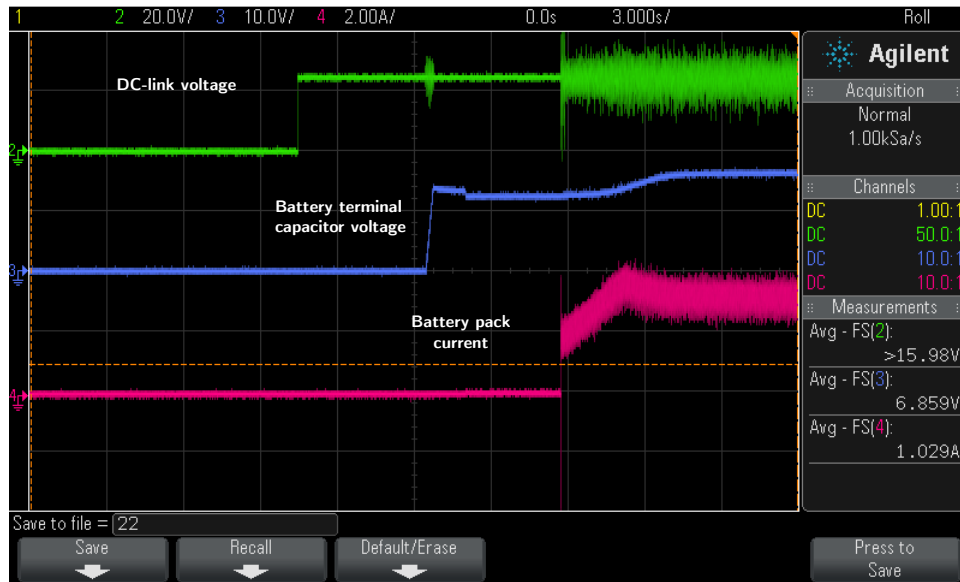 1 2 20.0V/ 3 10.0V/ 4 2.00A/ 0.0s 3.000s/ Roll
Agilent
DC-link voltage
Acquisition
Normal
1.00kSa/s
2
Channels
Battery terminal
capacitor voltage
DC 1.00:1
DC 50.0:1
DC 10.0:1
DC 10.0:1
3
Measurements
Battery pack
current
Avg - FS(2):
>15.98V
Avg - FS(3):
6.859V
4
Avg - FS(4):
1.029A
Save to file = 22
Save Recall Default/Erase Press to
Save